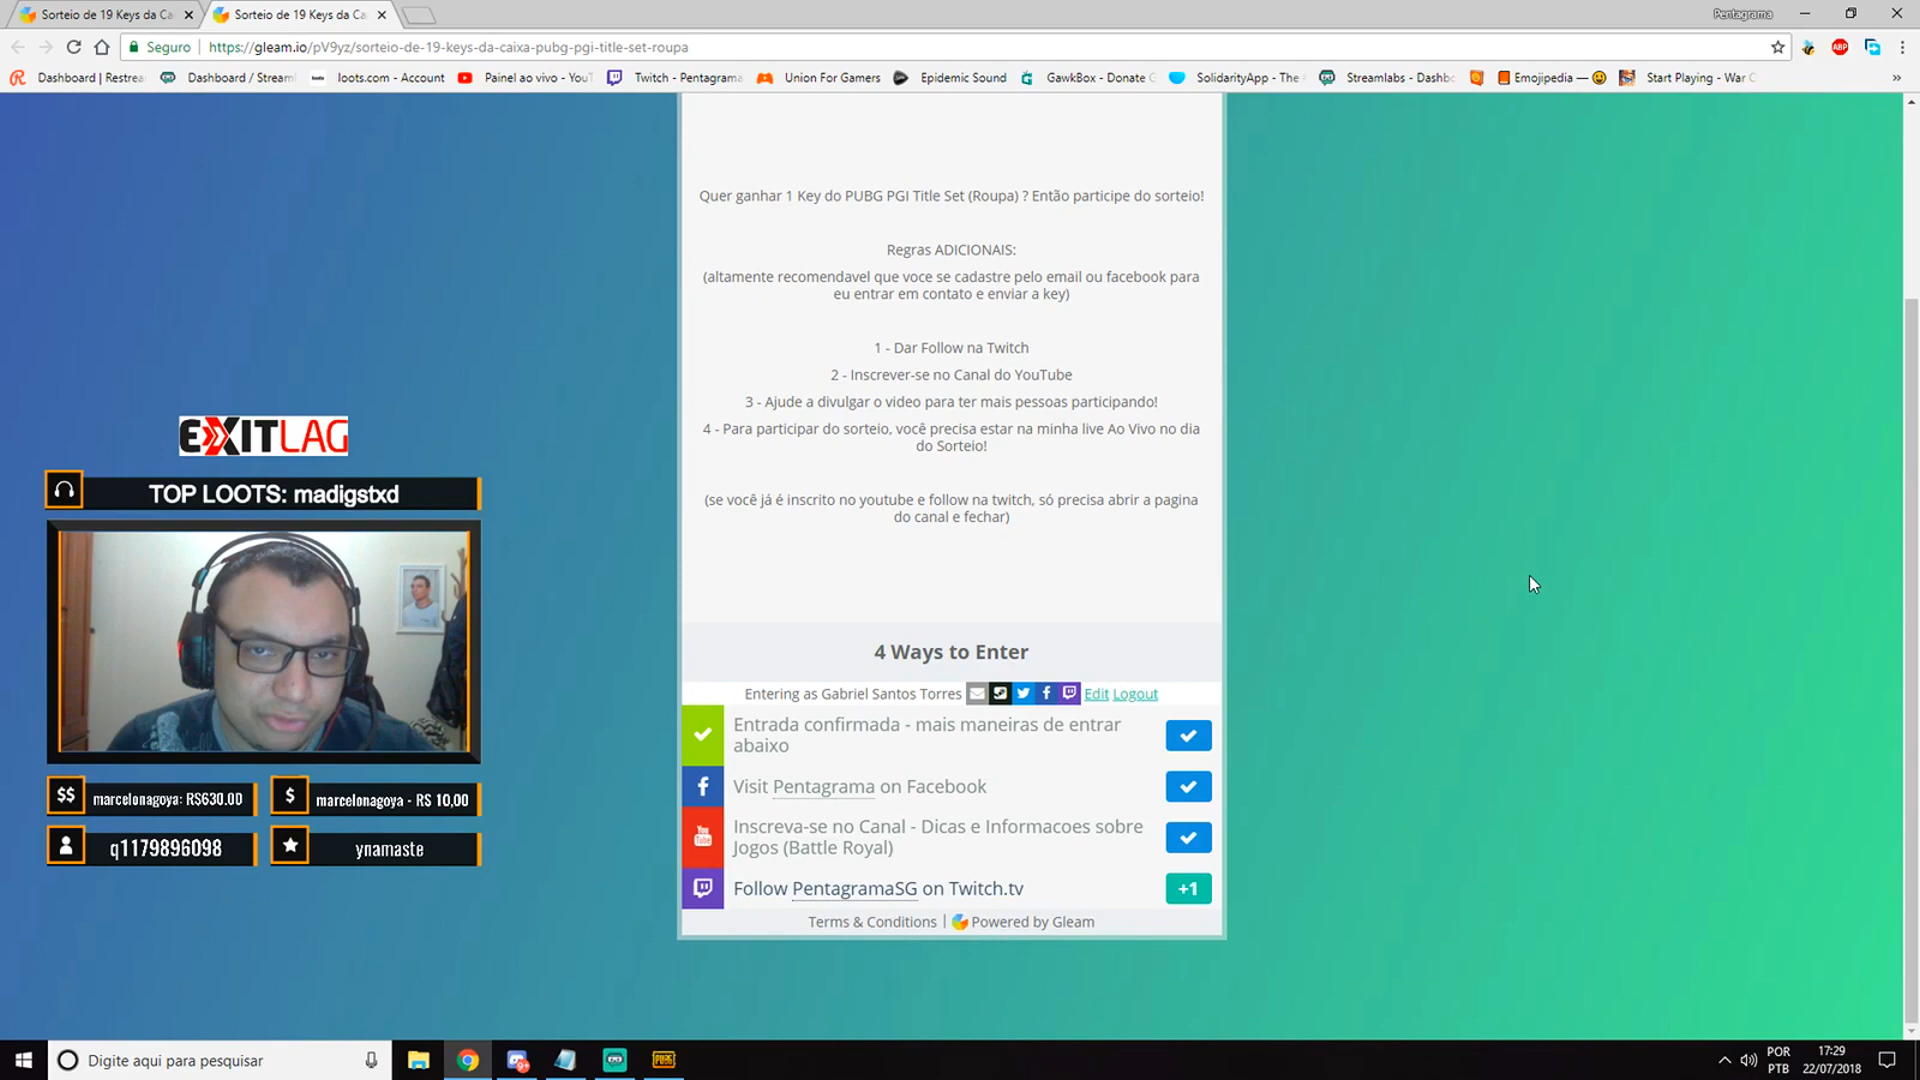 Sorteio de 19 Keys da Ca
Sorteio de 19 Keys da Ca
Pentagrama
Seguro
https://gleam.io/pV9yz/sorteio-de-19-keys-da-caixa-pubg-pgi-title-set-roupa
ABP
Dashboard | Restrea
Dashboard / Streaml
loots.com - Account
Painel ao vivo - YouT
Twitch - Pentagrama
Union For Gamers
Epidemic Sound
GawkBox - Donate G
SolidarityApp - The
Streamlabs - Dashbo
Emojipedia —
Start Playing - War C
Quer ganhar 1 Key do PUBG PGI Title Set (Roupa) ? Então participe do sorteio!
Regras ADICIONAIS:
(altamente recomendavel que voce se cadastre pelo email ou facebook para
eu entrar em contato e enviar a key)
1 - Dar Follow na Twitch
2 - Inscrever-se no Canal do YouTube
3 - Ajude a divulgar o video para ter mais pessoas participando!
4 - Para participar do sorteio, você precisa estar na minha live Ao Vivo no dia
do Sorteio!
(se você já é inscrito no youtube e follow na twitch, só precisa abrir a pagina
do canal e fechar)
EXITLAG
TOP LOOTS: madigstxd
$$ marcelonagoya: RS630.00
$ marcelonagoya - RS 10,00
q1179896098
ynamaste
4 Ways to Enter
Entering as Gabriel Santos Torres Edit Logout
Entrada confirmada - mais maneiras de entrar
abaixo
Visit Pentagrama on Facebook
You Tube
Inscreva-se no Canal - Dicas e Informacoes sobre
Jogos (Battle Royal)
Follow PentagramaSG on Twitch.tv
+1
Terms & Conditions | Powered by Gleam
Digite aqui para pesquisar
9+
PUBG
POR
PTB
17:29
22/07/2018